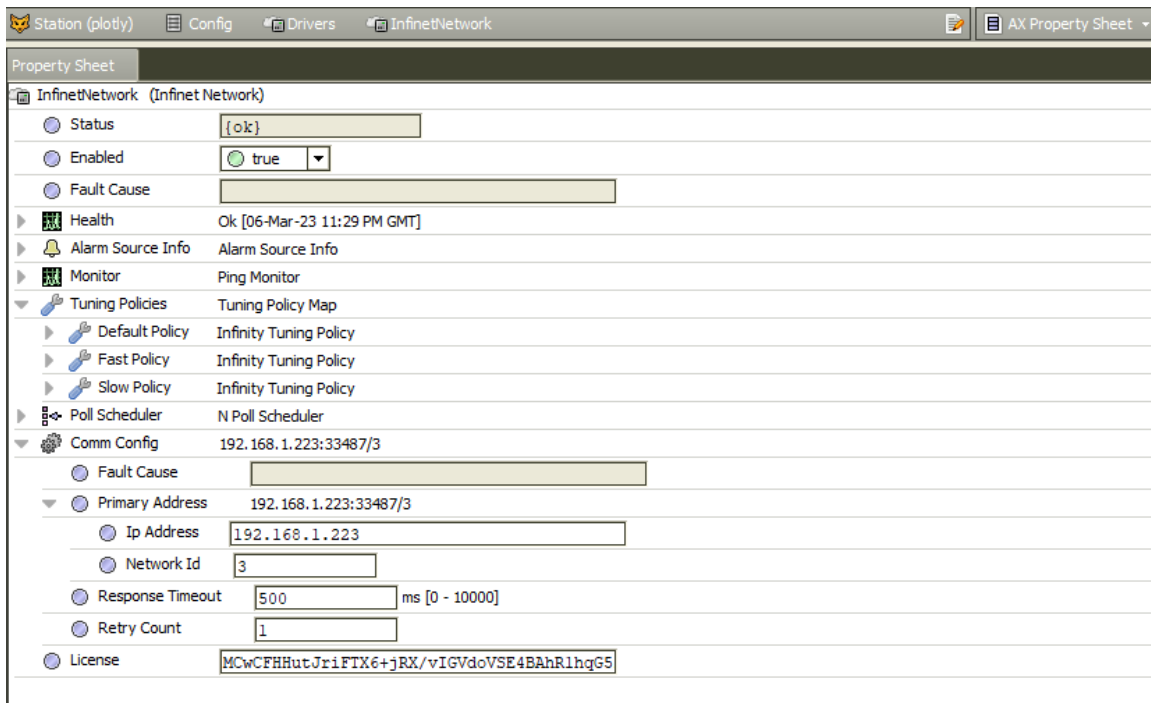 Station (plotly) Config Drivers InfinetNetwork AX Property Sheet
Property Sheet
InfinetNetwork (Infinet Network)
Status {ok}
Enabled true
Fault Cause
Health Ok [06-Mar-23 11:29 PM GMT]
Alarm Source Info Alarm Source Info
Monitor Ping Monitor
Tuning Policies Tuning Policy Map
Default Policy Infinity Tuning Policy
Fast Policy Infinity Tuning Policy
Slow Policy Infinity Tuning Policy
Poll Scheduler N Poll Scheduler
Comm Config 192.168.1.223:33487/3
Fault Cause
Primary Address 192.168.1.223:33487/3
Ip Address 192.168.1.223
Network Id 3
Response Timeout 500 ms [0 - 10000]
Retry Count 1
License MCwCFHHutJriFTX6+jRX/vIGVdoVSE4BAhRlhqG5